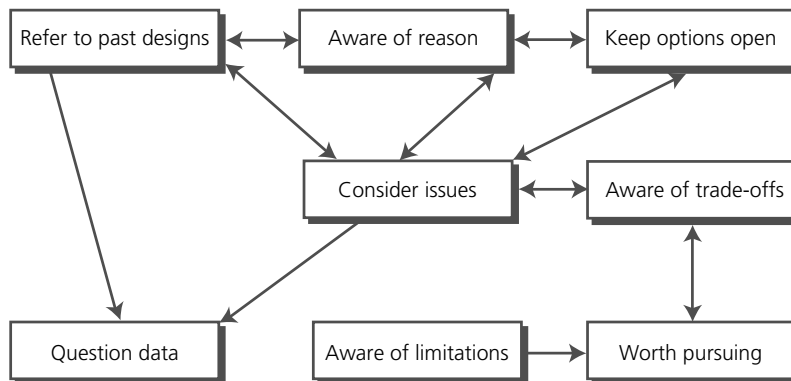 Refer to past designs
Aware of reason
Keep options open
Consider issues
Aware of trade-offs
Question data
Aware of limitations
Worth pursuing